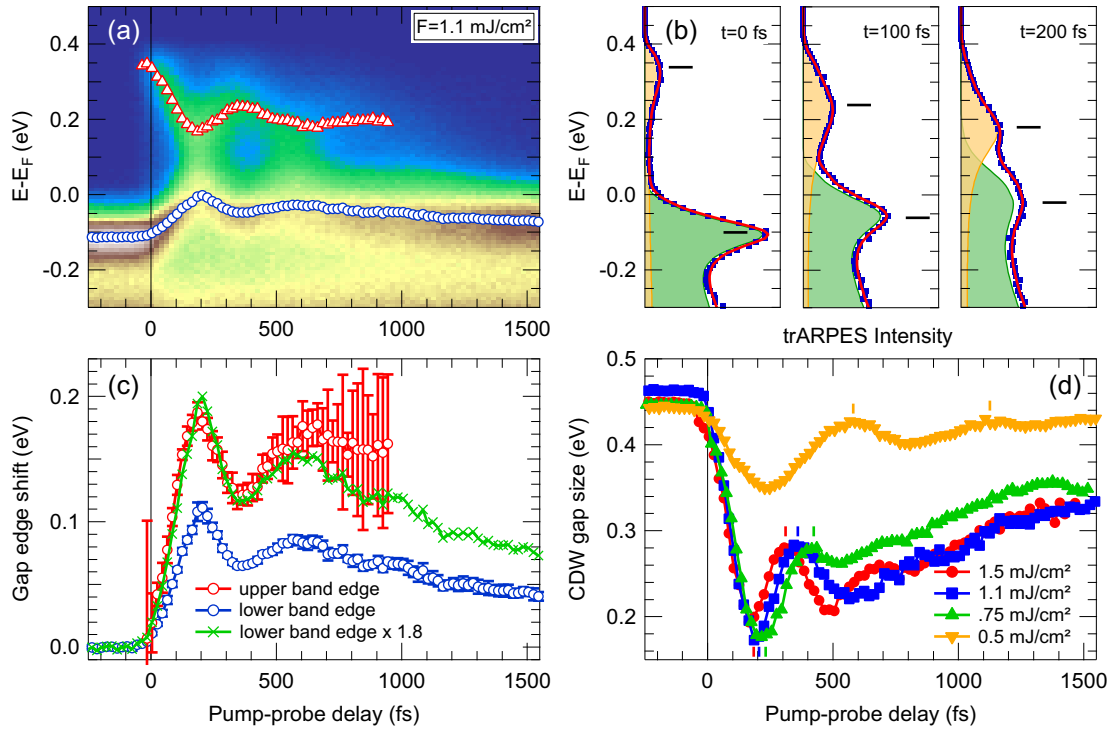 (a)
F=1.1 mJ/cm²
E-E_F (eV)
0.4
0.2
0.0
-0.2
0
500
1000
1500
(b)
t=0 fs
t=100 fs
t=200 fs
E-E_F (eV)
0.4
0.2
0.0
-0.2
trARPES Intensity
(c)
Gap edge shift (eV)
0.2
0.1
0.0
upper band edge
lower band edge
lower band edge x 1.8
0
500
1000
1500
Pump-probe delay (fs)
(d)
CDW gap size (eV)
0.5
0.4
0.3
0.2
1.5 mJ/cm²
1.1 mJ/cm²
.75 mJ/cm²
0.5 mJ/cm²
0
500
1000
1500
Pump-probe delay (fs)